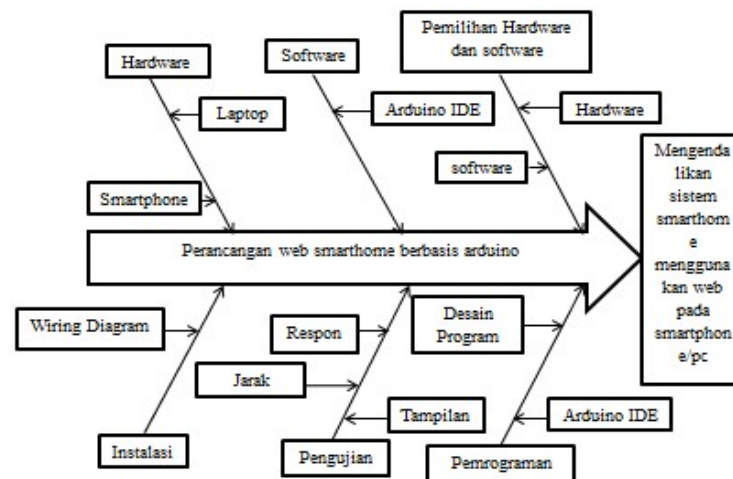 Hardware
Software
Pemilihan Hardware
dan software
Laptop
Arduino IDE
Hardware
software
Smartphone
Perancangan web smarthome berbasis arduino
Mengenda
likan
sistem
smarthom
e
mengguna
kan web
pada
smartphon
e/pc
Wiring Diagram
Respon
Desain
Program
Jarak
Tampilan
Arduino IDE
Instalasi
Pengujian
Pemrograman